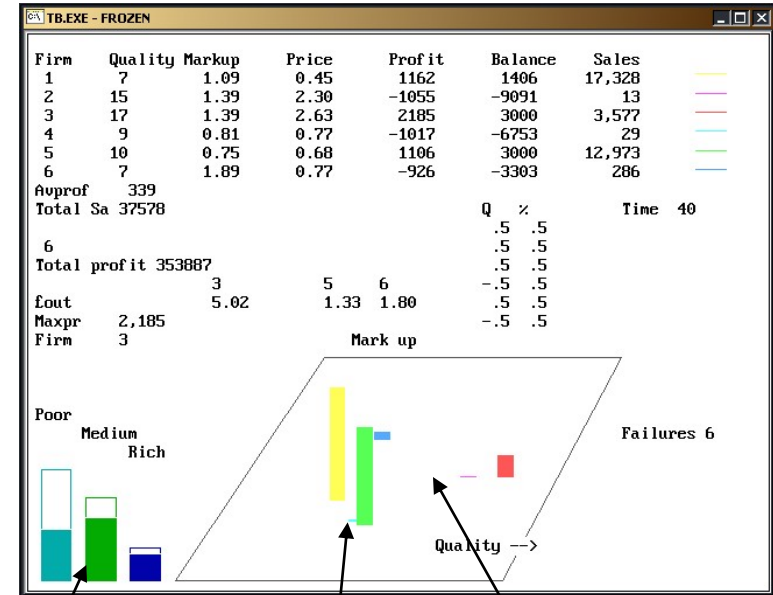 TB.EXE - FROZEN
Firm Quality Markup Price Profit Balance Sales
1 7 1.09 0.45 1162 1406 17,328
2 15 1.39 2.30 -1055 -9091 13
3 17 1.39 2.63 2185 3000 3,577
4 9 0.81 0.77 -1017 -6753 29
5 10 0.75 0.68 1106 3000 12,973
6 7 1.89 0.77 -926 -3303 286
Avprof 339
Total Sa 37578 Q % Time 40
.5 .5
6 .5 .5
Total profit 353887 .5 .5
3 5 6 -.5 .5
£out 5.02 1.33 1.80 .5 .5
Maxpr 2,185 -.5 .5
Firm 3 Mark up
Poor
Medium Failures 6
Rich
Quality -->